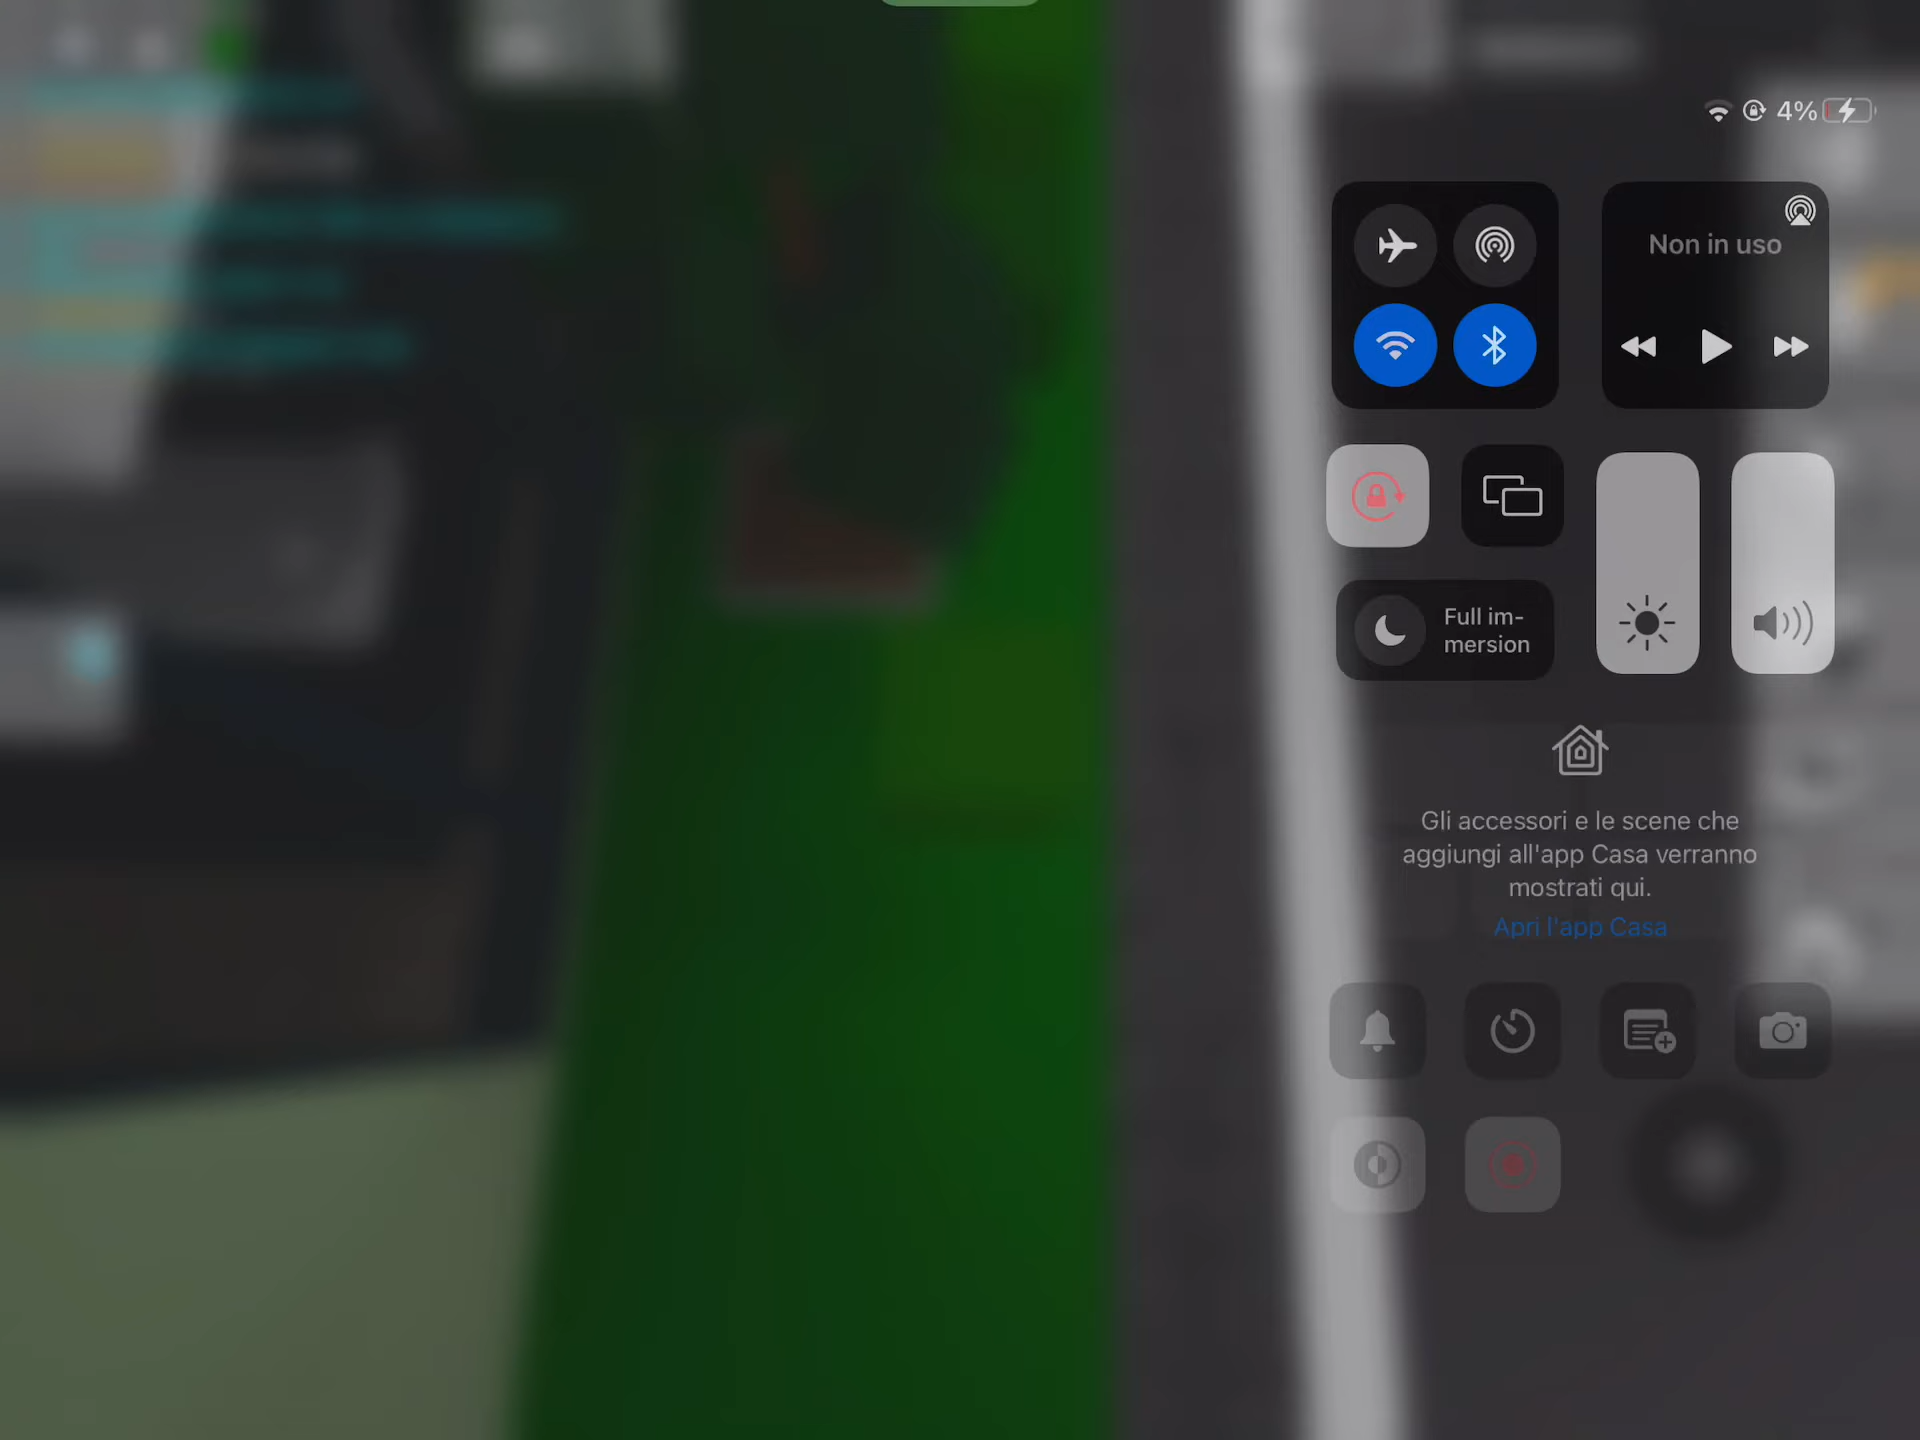 4%
Non in uso
Full im-
mersion
Gli accessori e le scene che
aggiungi all'app Casa verranno
mostrati qui.
Apri l'app Casa